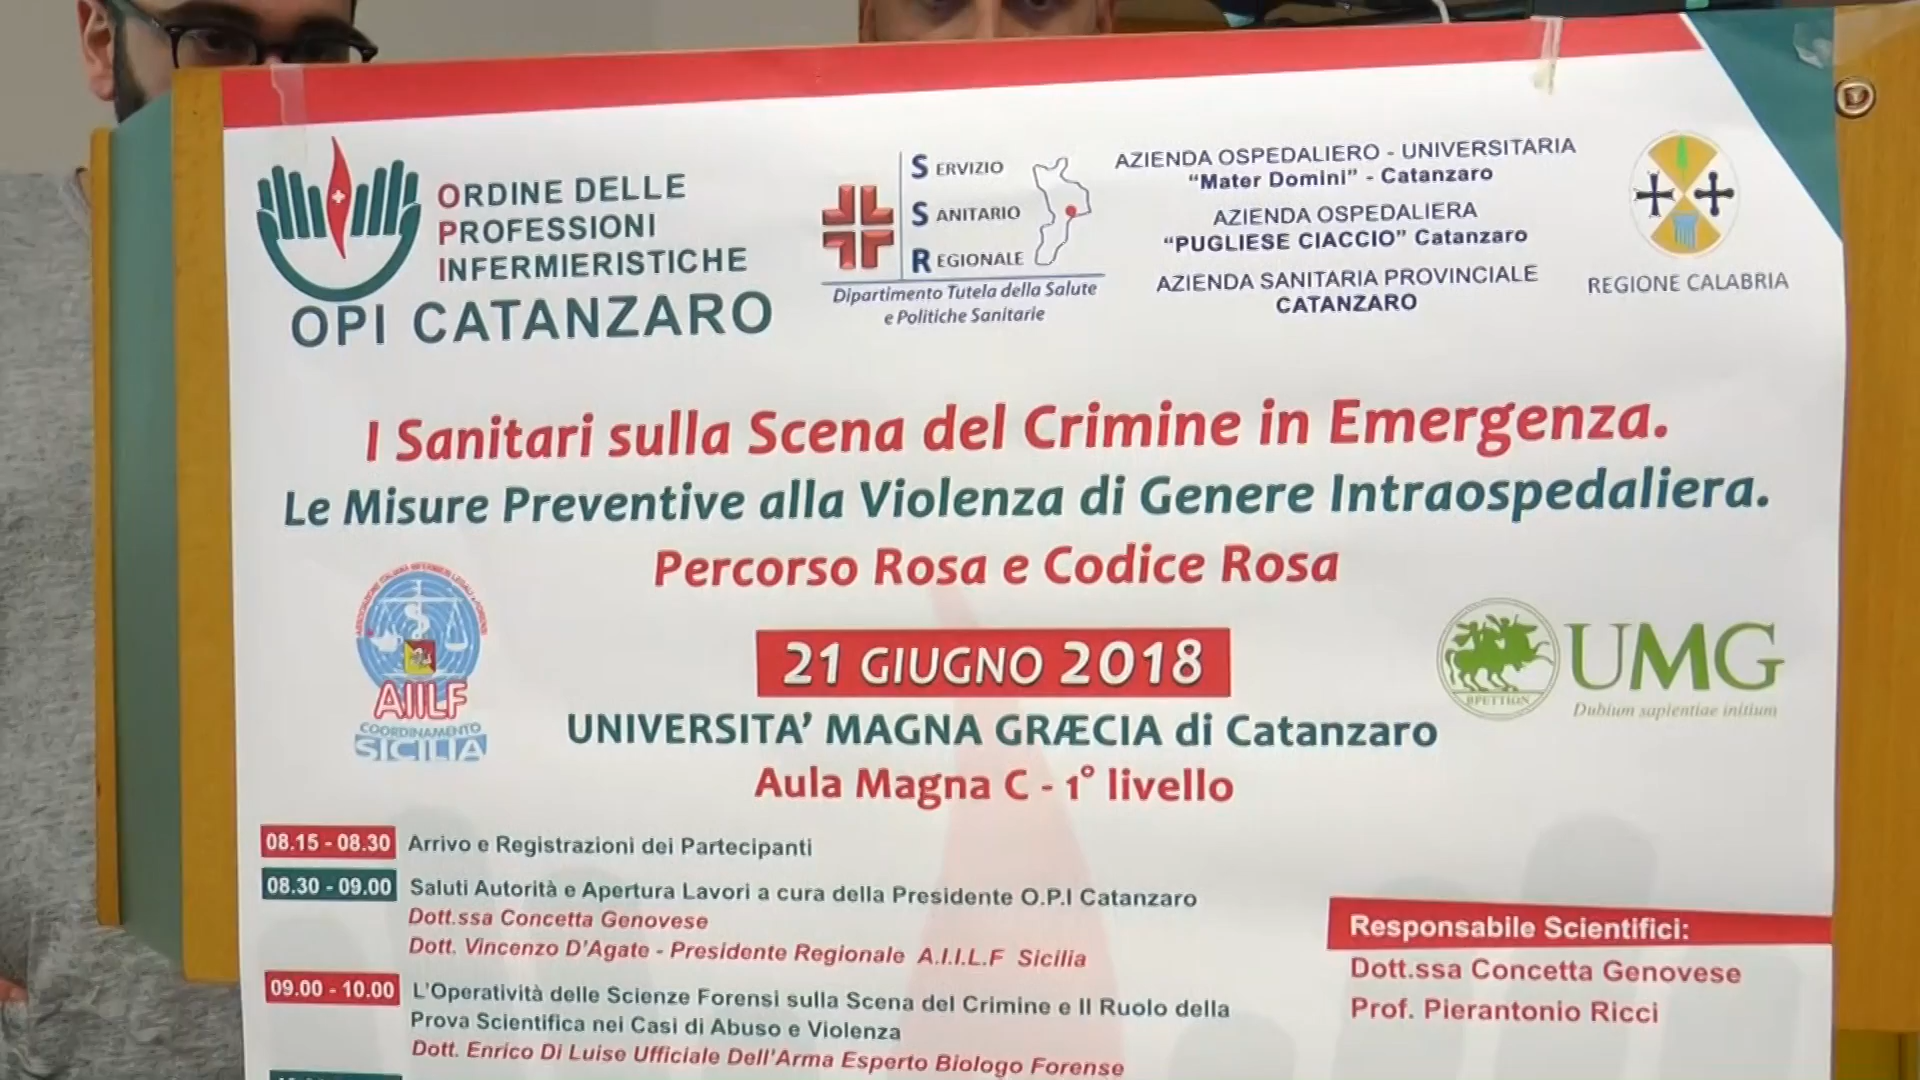 ORDINE DELLE
PROFESSIONI
INFERMIERISTICHE
OPI CATANZARO
SERVIZIO
SANITARIO
REGIONALE
Dipartimento Tutela della Salute
e Politiche Sanitarie
AZIENDA OSPEDALIERO - UNIVERSITARIA
“Mater Domini” - Catanzaro
AZIENDA OSPEDALIERA
“PUGLIESE CIACCIO” Catanzaro
AZIENDA SANITARIA PROVINCIALE
CATANZARO
REGIONE CALABRIA
I Sanitari sulla Scena del Crimine in Emergenza.
Le Misure Preventive alla Violenza di Genere Intraospedaliera.
Percorso Rosa e Codice Rosa
ASSOCIAZIONE ITALIANA INFERMIERI LEGALI e FORENSI
AIILF
COORDINAMENTO
SICILIA
21 GIUGNO 2018
UNIVERSITA’ MAGNA GRÆCIA di Catanzaro
Aula Magna C - 1° livello
BPETTION
UMG
Dubium sapientiae initium
08.15 - 08.30 Arrivo e Registrazioni dei Partecipanti
08.30 - 09.00 Saluti Autorità e Apertura Lavori a cura della Presidente O.P.I Catanzaro
Dott.ssa Concetta Genovese
Dott. Vincenzo D’Agate - Presidente Regionale A.I.I.L.F Sicilia
09.00 - 10.00 L’Operatività delle Scienze Forensi sulla Scena del Crimine e Il Ruolo della
Prova Scientifica nei Casi di Abuso e Violenza
Dott. Enrico Di Luise Ufficiale Dell’Arma Esperto Biologo Forense
Responsabile Scientifici:
Dott.ssa Concetta Genovese
Prof. Pierantonio Ricci
D